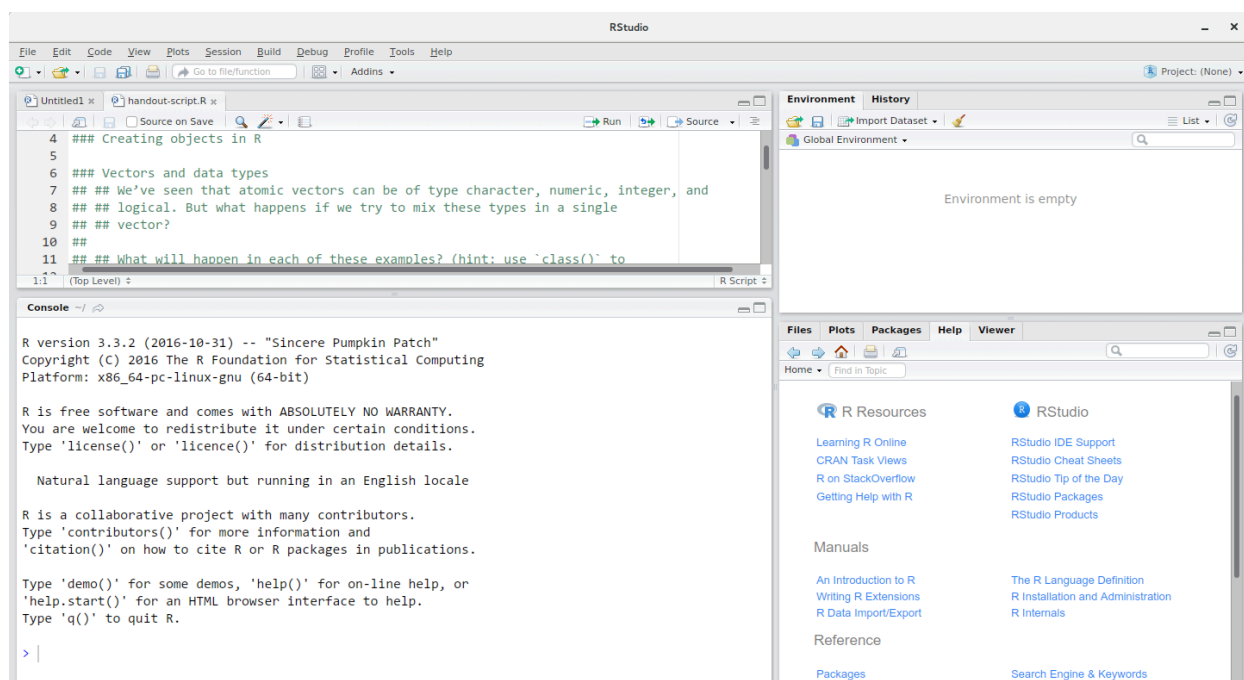 RStudio
File Edit Code View Plots Session Build Debug Profile Tools Help
Go to file/function Addins Project: (None)
Untitled1 handout-script.R
Source on Save Run Source
4 ### Creating objects in R
5
6 ### Vectors and data types
7 ## ## We’ve seen that atomic vectors can be of type character, numeric, integer, and
8 ## ## logical. But what happens if we try to mix these types in a single
9 ## ## vector?
10 ##
11 ## ## What will happen in each of these examples? (hint: use `class()` to
1:1 (Top Level) R Script
Console ~/
R version 3.3.2 (2016-10-31) -- "Sincere Pumpkin Patch"
Copyright (C) 2016 The R Foundation for Statistical Computing
Platform: x86_64-pc-linux-gnu (64-bit)
R is free software and comes with ABSOLUTELY NO WARRANTY.
You are welcome to redistribute it under certain conditions.
Type 'license()' or 'licence()' for distribution details.
Natural language support but running in an English locale
R is a collaborative project with many contributors.
Type 'contributors()' for more information and
'citation()' on how to cite R or R packages in publications.
Type 'demo()' for some demos, 'help()' for on-line help, or
'help.start()' for an HTML browser interface to help.
Type 'q()' to quit R.
>
Environment History
Import Dataset List
Global Environment
Environment is empty
Files Plots Packages Help Viewer
Home Find in Topic
R R Resources R RStudio
Learning R Online RStudio IDE Support
CRAN Task Views RStudio Cheat Sheets
R on StackOverflow RStudio Tip of the Day
Getting Help with R RStudio Packages
RStudio Products
Manuals
An Introduction to R The R Language Definition
Writing R Extensions R Installation and Administration
R Data Import/Export R Internals
Reference
Packages Search Engine & Keywords